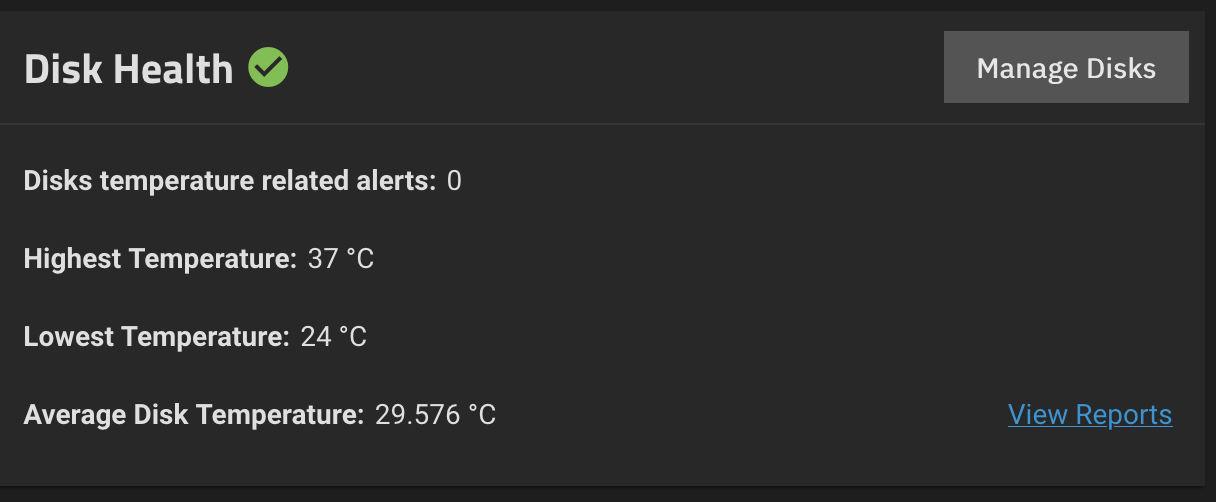 Disk Health
Manage Disks
Disks temperature related alerts: 0
Highest Temperature: 37 °C
Lowest Temperature: 24 °C
Average Disk Temperature: 29.576 °C
View Reports